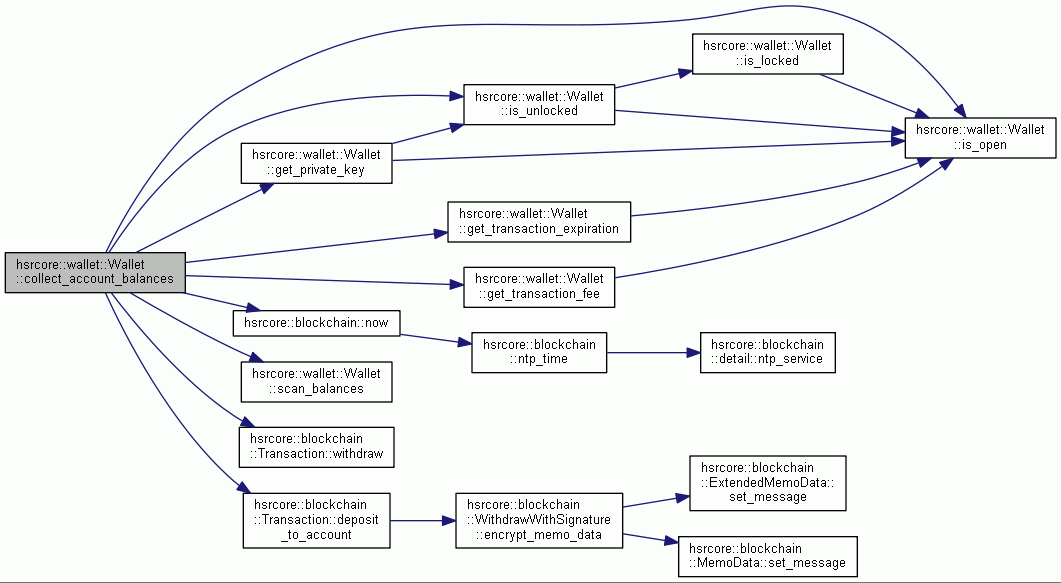 hsrcore::wallet::Wallet
::is_locked
hsrcore::wallet::Wallet
::is_unlocked
hsrcore::wallet::Wallet
::is_open
hsrcore::wallet::Wallet
::get_private_key
hsrcore::wallet::Wallet
::get_transaction_expiration
hsrcore::wallet::Wallet
::collect_account_balances
hsrcore::wallet::Wallet
::get_transaction_fee
hsrcore::blockchain::now
hsrcore::blockchain
::ntp_time
hsrcore::blockchain
::detail::ntp_service
hsrcore::wallet::Wallet
::scan_balances
hsrcore::blockchain
::Transaction::withdraw
hsrcore::blockchain
::ExtendedMemoData::
set_message
hsrcore::blockchain
::Transaction::deposit
_to_account
hsrcore::blockchain
::WithdrawWithSignature
::encrypt_memo_data
hsrcore::blockchain
::MemoData::set_message